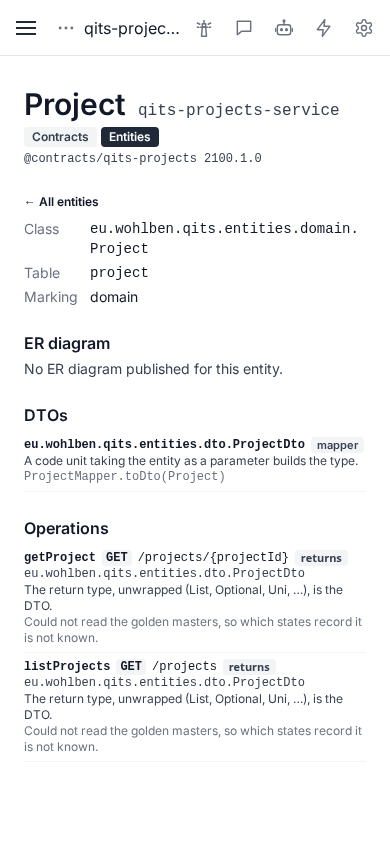 qits-projec...
Project qits-projects-service
Contracts Entities
@contracts/qits-projects 2100.1.0
← All entities
Class eu.wohlben.qits.entities.domain.
Project
Table project
Marking domain
ER diagram
No ER diagram published for this entity.
DTOs
eu.wohlben.qits.entities.dto.ProjectDto mapper
A code unit taking the entity as a parameter builds the type.
ProjectMapper.toDto(Project)
Operations
getProject GET /projects/{projectId} returns
eu.wohlben.qits.entities.dto.ProjectDto
The return type, unwrapped (List, Optional, Uni, …), is the
DTO.
Could not read the golden masters, so which states record it
is not known.
listProjects GET /projects returns
eu.wohlben.qits.entities.dto.ProjectDto
The return type, unwrapped (List, Optional, Uni, …), is the
DTO.
Could not read the golden masters, so which states record it
is not known.